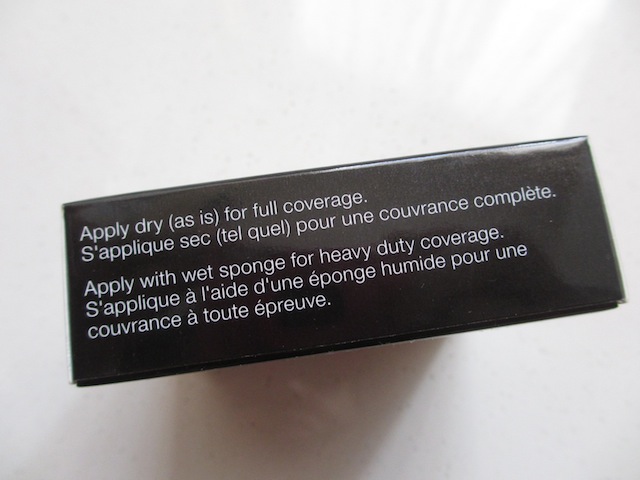 Apply dry (as is) for full coverage.
S'applique sec (tel quel) pour une couvrance complète.
Apply with wet sponge for heavy duty coverage.
S'applique à l'aide d'une éponge humide pour une
couvrance à toute épreuve.